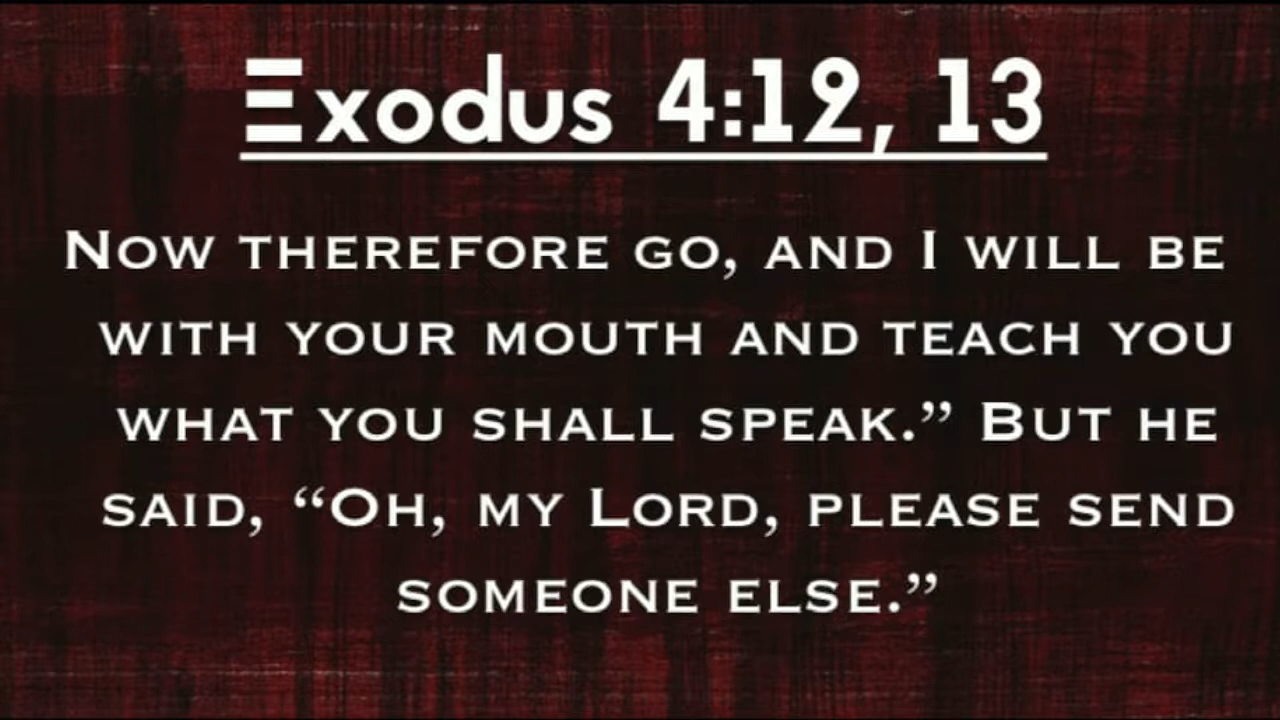 Exodus 4:12, 13
Now therefore go, and I will be
with your mouth and teach you
what you shall speak.” But he
said, “Oh, my Lord, please send
someone else.”